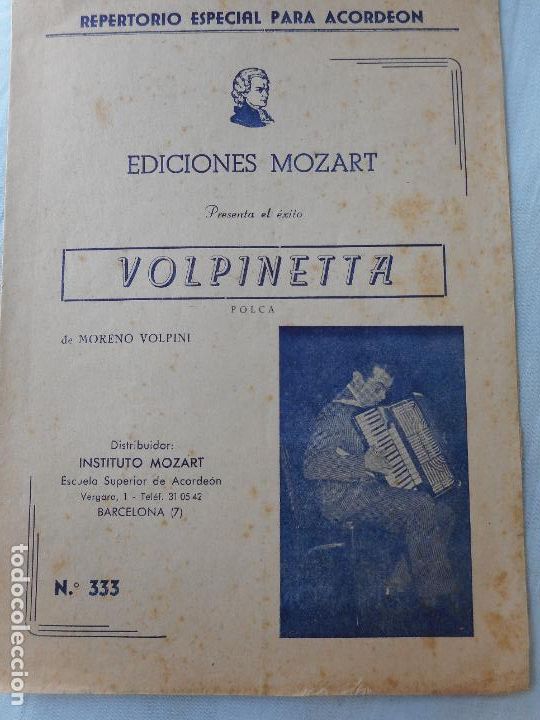 REPERTORIO ESPECIAL PARA ACORDEON
EDICIONES MOZART
Presenta el éxito
VOLPINETTA
POLCA
de MORENO VOLPINI
Distribuidor:
INSTITUTO MOZART
Escuela Superior de Acordeón
Vergara, 1 - Teléf. 31 05 42
BARCELONA (7)
N.° 333
todocoleccion